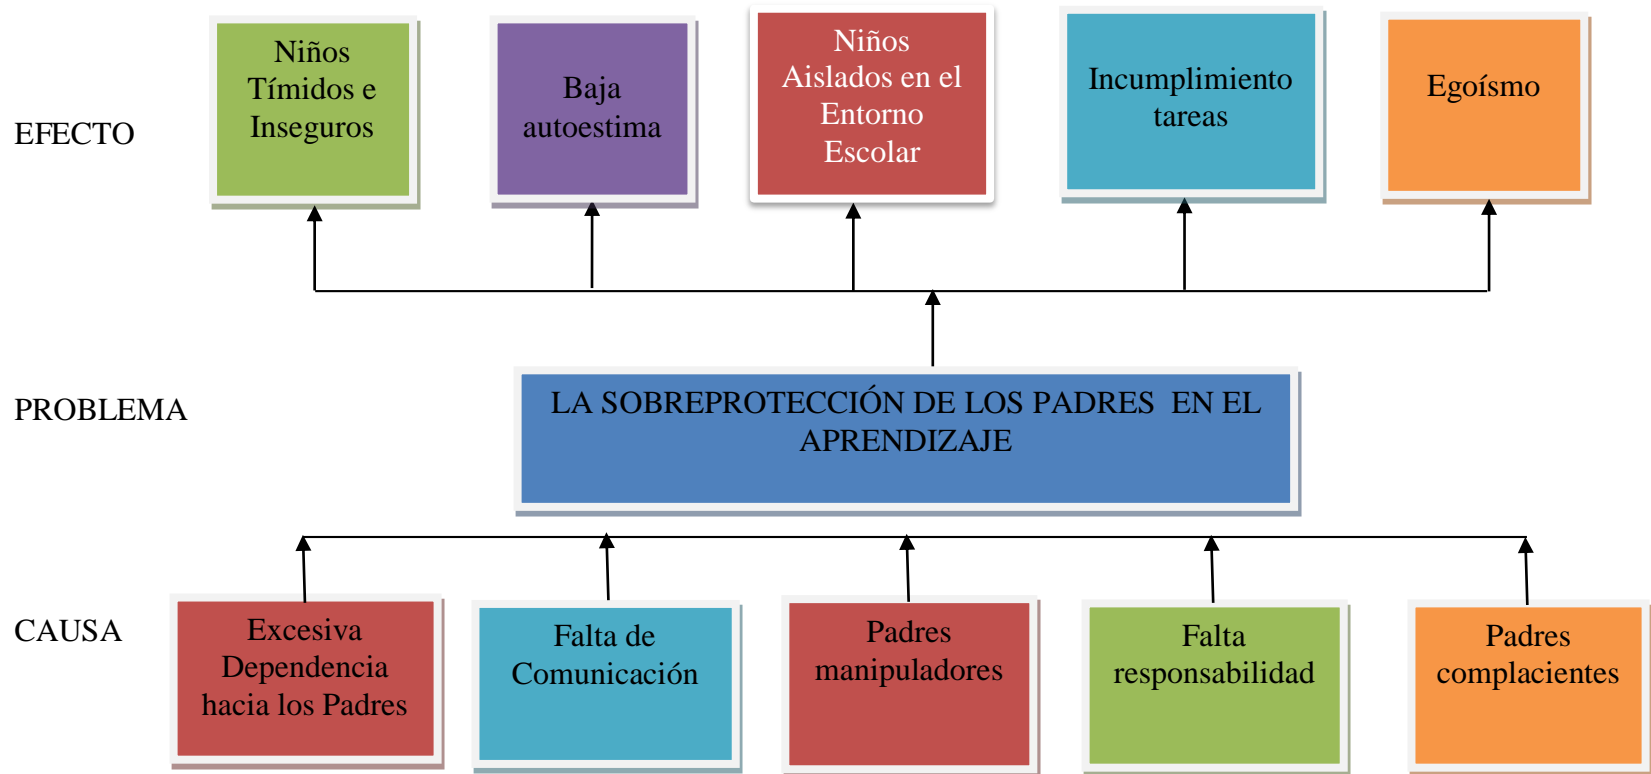 EFECTO
Niños
Tímidos e
Inseguros
Baja
autoestima
Niños
Aislados en el
Entorno
Escolar
Incumplimiento
tareas
Egoísmo
PROBLEMA
LA SOBREPROTECCIÓN DE LOS PADRES  EN EL
APRENDIZAJE
CAUSA
Excesiva
Dependencia
hacia los Padres
Falta de
Comunicación
Padres
manipuladores
Falta
responsabilidad
Padres
complacientes